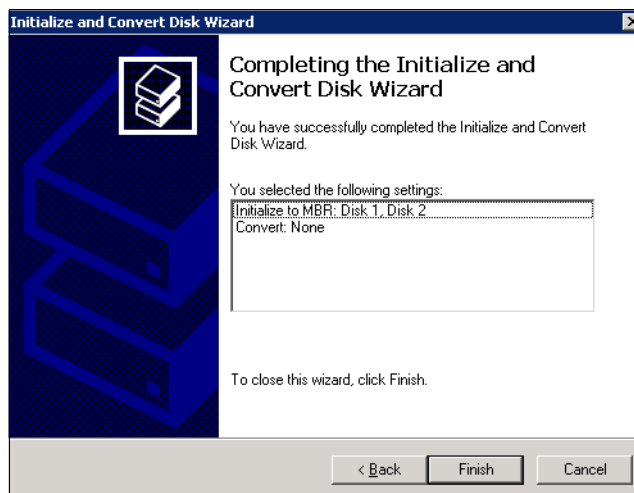 Initialize and Convert Disk Wizard
Completing the Initialize and
Convert Disk Wizard
You have successfully completed the Initialize and Convert
Disk Wizard.
You selected the following settings:
Initialize to MBR: Disk 1, Disk 2
Convert: None
To close this wizard, click Finish.
< Back Finish Cancel